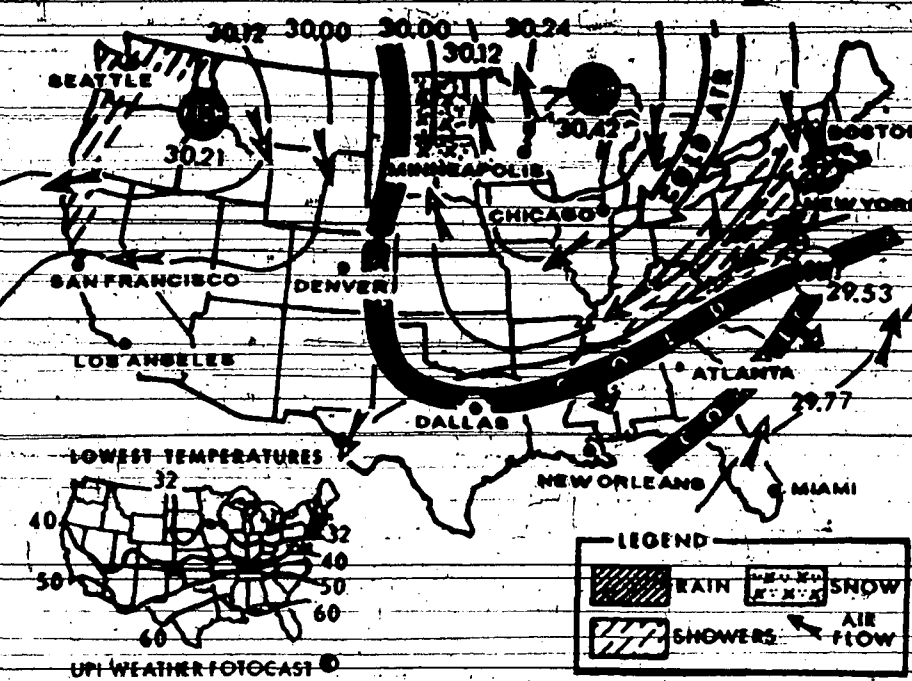 30.12 30.00 30.00 30.24
30.12
SEATTLE
30.21
30.42
COLD AIR
BOSTON
MINNEAPOLIS
NEW YORK
CHICAGO
SAN FRANCISCO
DENVER
29.53
LOS ANGELES
ATLANTA
29.77
DALLAS
NEW ORLEANS
MIAMI
LOWEST TEMPERATURES
32
40
32
40
50
50
60
60
UPI WEATHER FOTOCAST
LEGEND
RAIN
SNOW
SHOWERS
AIR
FLOW